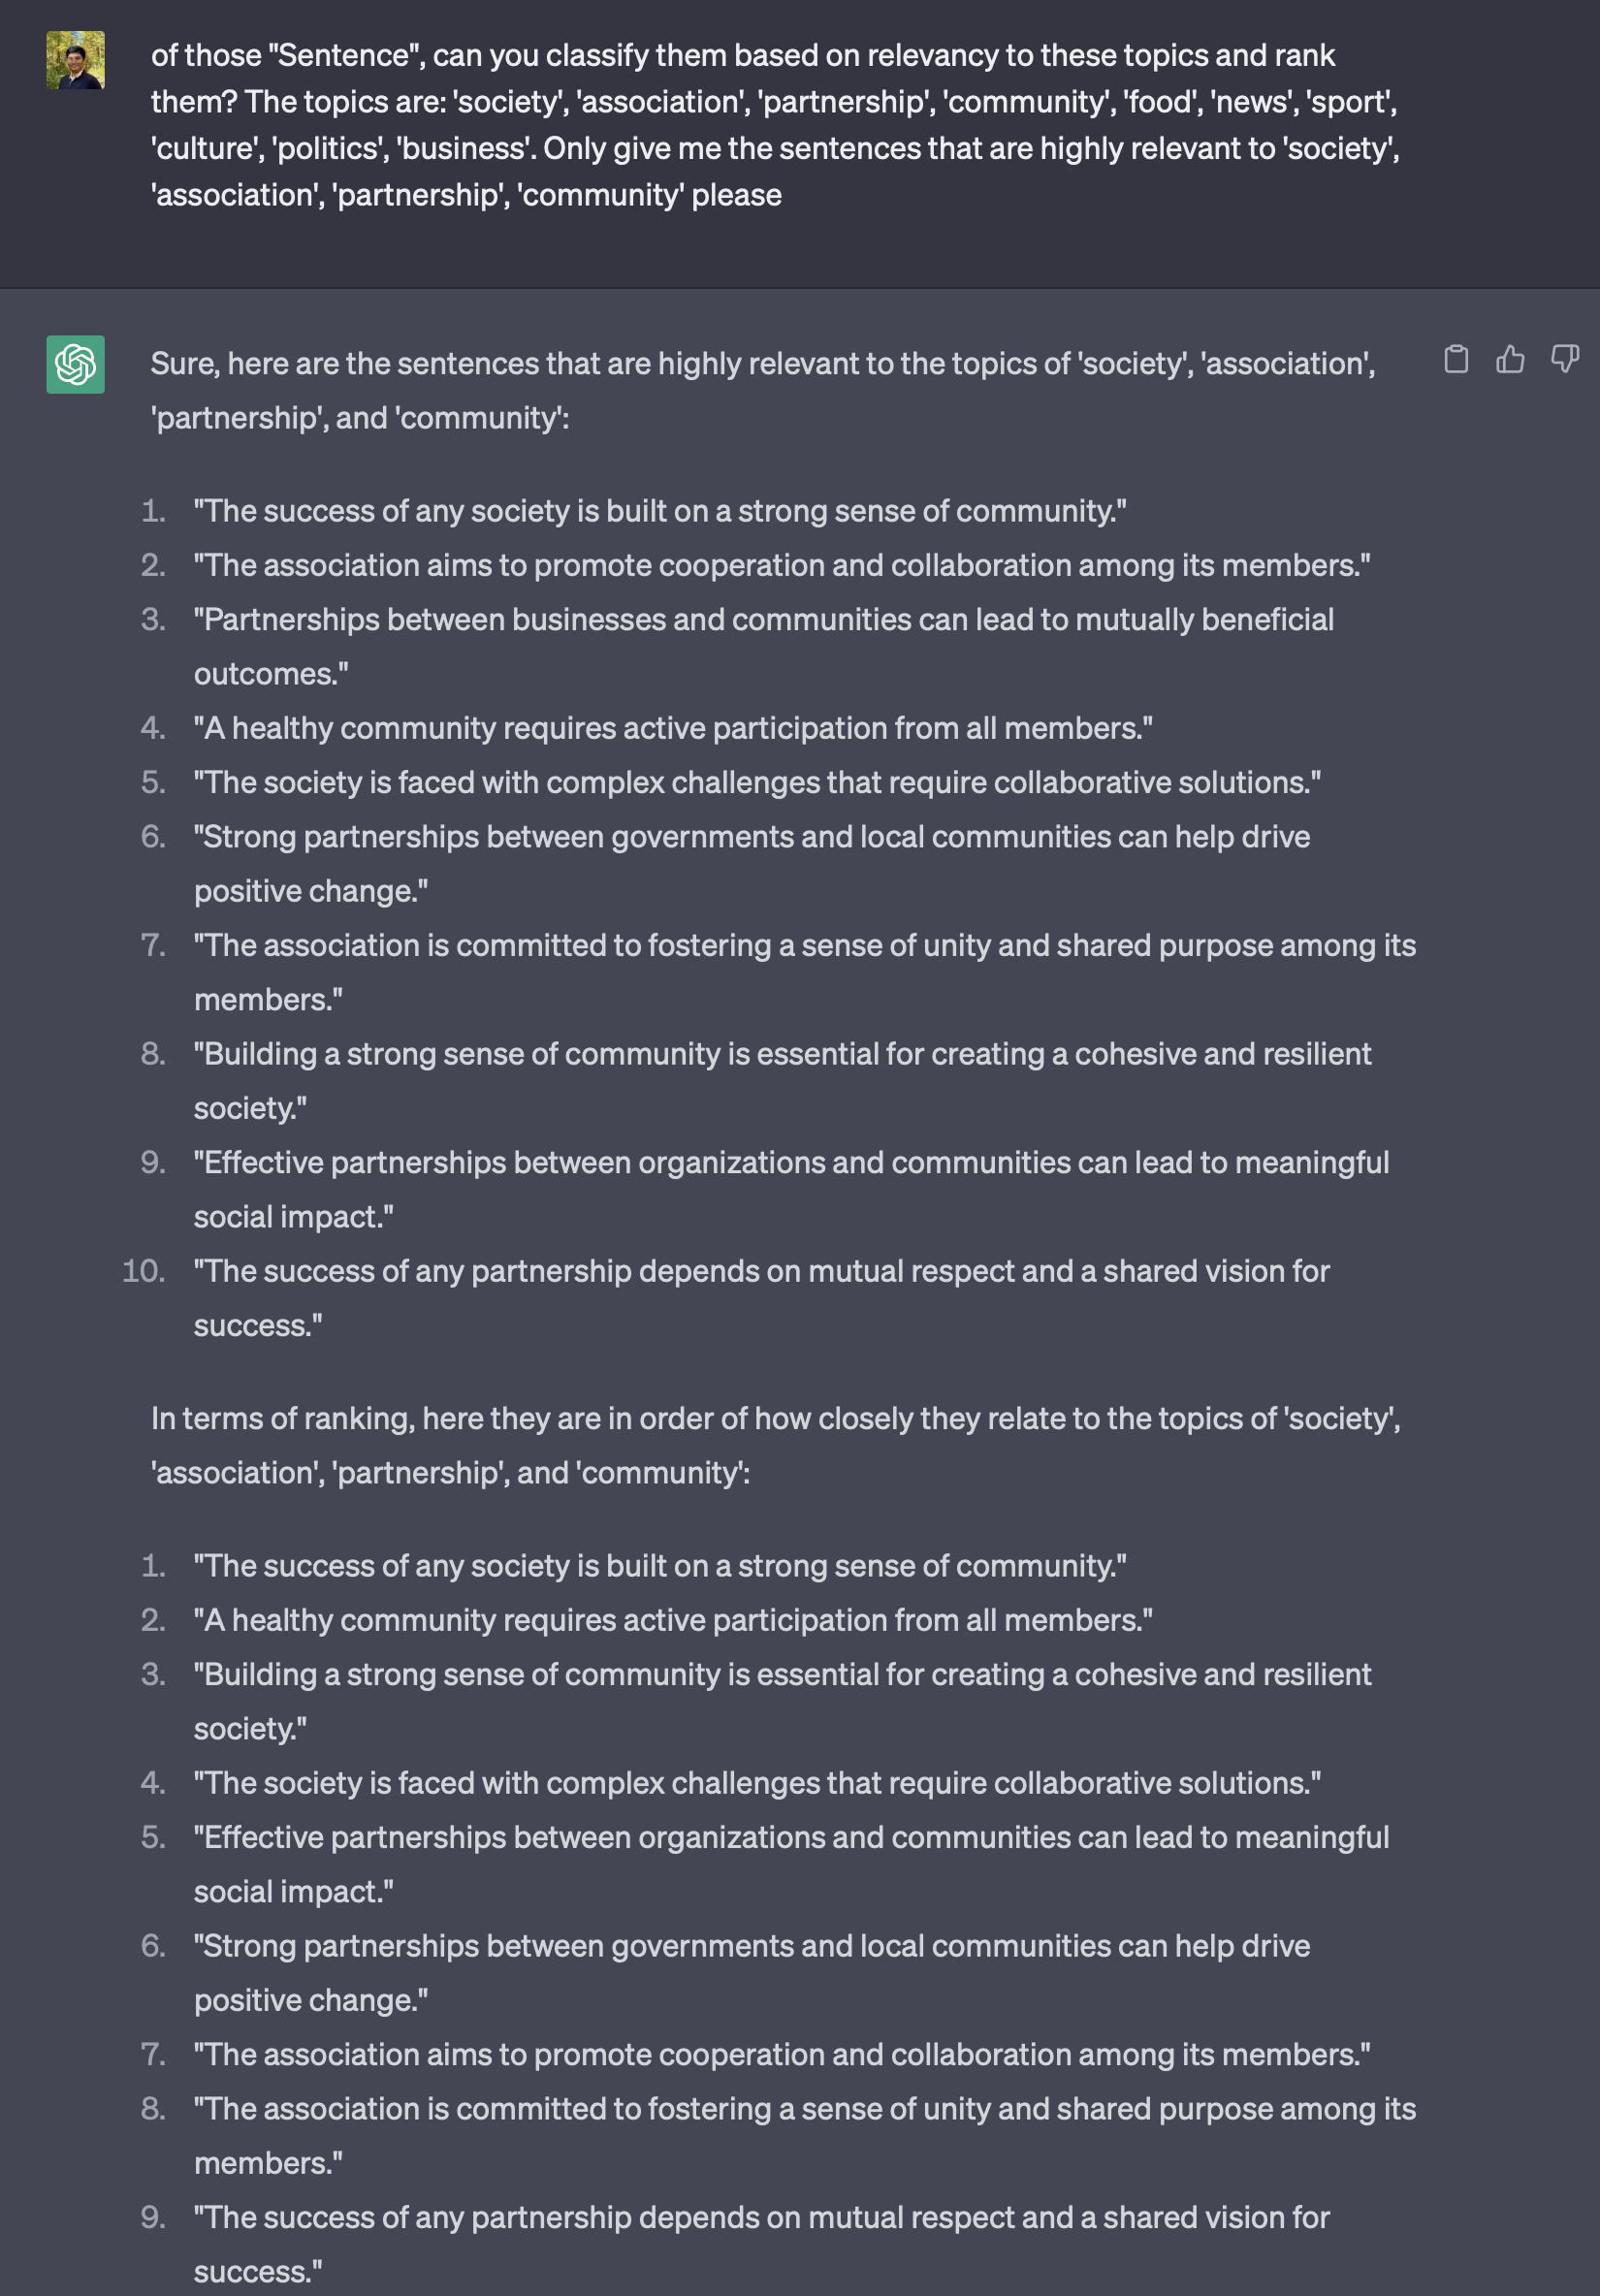 of those "Sentence", can you classify them based on relevancy to these topics and rank
them? The topics are: 'society', 'association', 'partnership', 'community', 'food', 'news', 'sport',
'culture', 'politics', 'business'. Only give me the sentences that are highly relevant to 'society',
'association', 'partnership', 'community' please
Sure, here are the sentences that are highly relevant to the topics of 'society', 'association',
'partnership', and 'community':
1. "The success of any society is built on a strong sense of community."
2. "The association aims to promote cooperation and collaboration among its members."
3. "Partnerships between businesses and communities can lead to mutually beneficial
outcomes."
4. "A healthy community requires active participation from all members."
5. "The society is faced with complex challenges that require collaborative solutions."
6. "Strong partnerships between governments and local communities can help drive
positive change."
7. "The association is committed to fostering a sense of unity and shared purpose among its
members."
8. "Building a strong sense of community is essential for creating a cohesive and resilient
society."
9. "Effective partnerships between organizations and communities can lead to meaningful
social impact."
10. "The success of any partnership depends on mutual respect and a shared vision for
success."
In terms of ranking, here they are in order of how closely they relate to the topics of 'society',
'association', 'partnership', and 'community':
1. "The success of any society is built on a strong sense of community."
2. "A healthy community requires active participation from all members."
3. "Building a strong sense of community is essential for creating a cohesive and resilient
society."
4. "The society is faced with complex challenges that require collaborative solutions."
5. "Effective partnerships between organizations and communities can lead to meaningful
social impact."
6. "Strong partnerships between governments and local communities can help drive
positive change."
7. "The association aims to promote cooperation and collaboration among its members."
8. "The association is committed to fostering a sense of unity and shared purpose among its
members."
9. "The success of any partnership depends on mutual respect and a shared vision for
success."